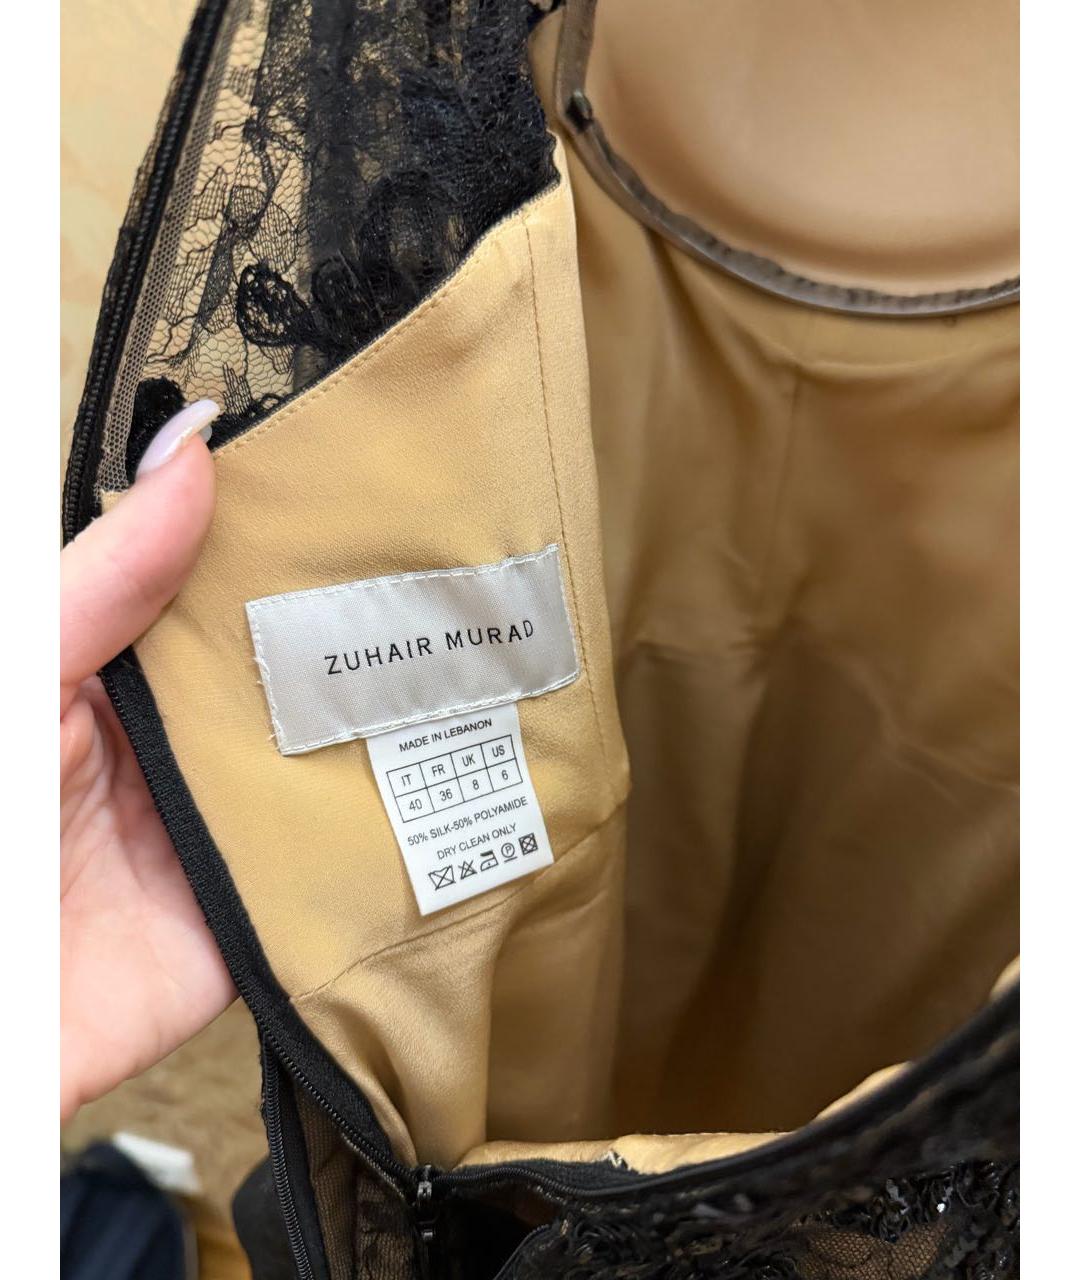 ZUHAIR MURAD
MADE IN LEBANON
IT FR UK US
40 36 8 6
50% SILK-50% POLYAMIDE
DRY CLEAN ONLY
P